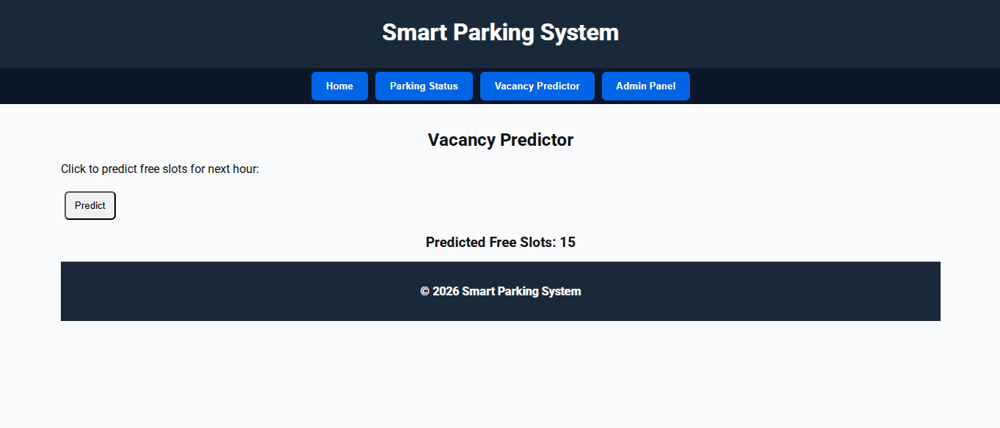 Smart Parking System
Home Parking Status Vacancy Predictor Admin Panel
Vacancy Predictor
Click to predict free slots for next hour:
Predict
Predicted Free Slots: 15
© 2026 Smart Parking System